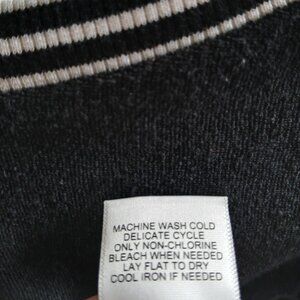 MACHINE WASH COLD
DELICATE CYCLE
ONLY NON-CHLORINE
BLEACH WHEN NEEDED
LAY FLAT TO DRY
COOL IRON IF NEEDED